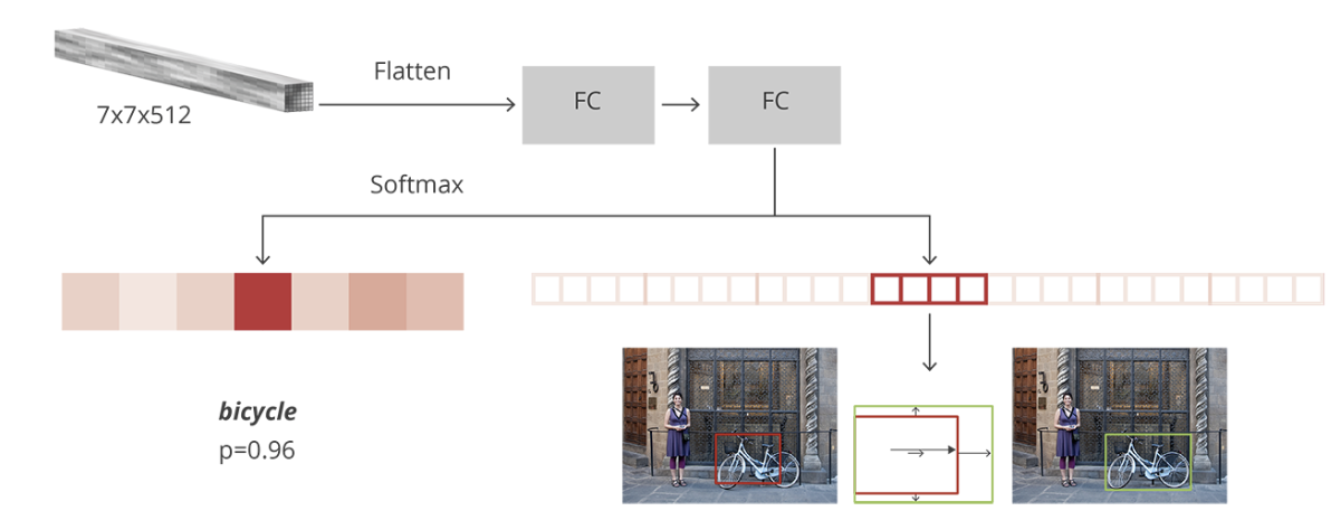 Flatten
FC
FC
7x7x512
Softmax
bicycle
p=0.96